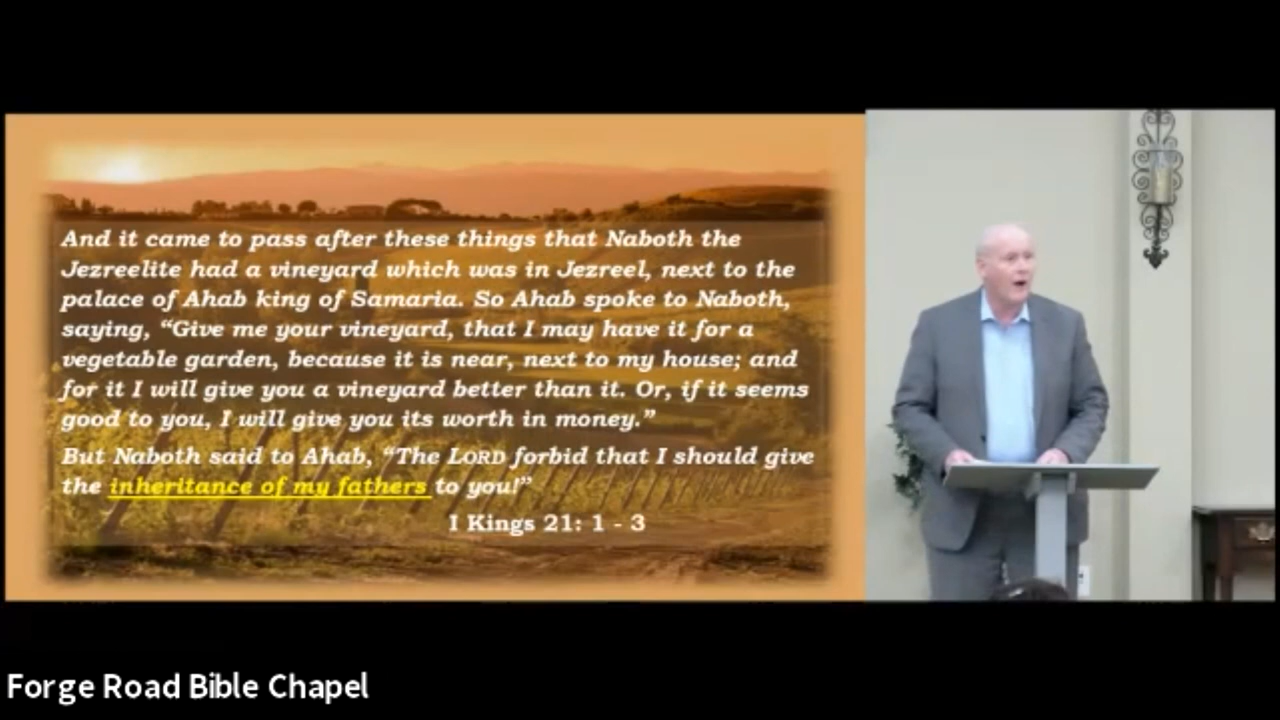 And it came to pass after these things that Naboth the
Jezreelite had a vineyard which was in Jezreel, next to the
palace of Ahab king of Samaria. So Ahab spoke to Naboth,
saying, “Give me your vineyard, that I may have it for a
vegetable garden, because it is near, next to my house; and
for it I will give you a vineyard better than it. Or, if it seems
good to you, I will give you its worth in money.”
But Naboth said to Ahab, “The LORD forbid that I should give
the inheritance of my fathers to you!”
I Kings 21: 1 - 3
Forge Road Bible Chapel